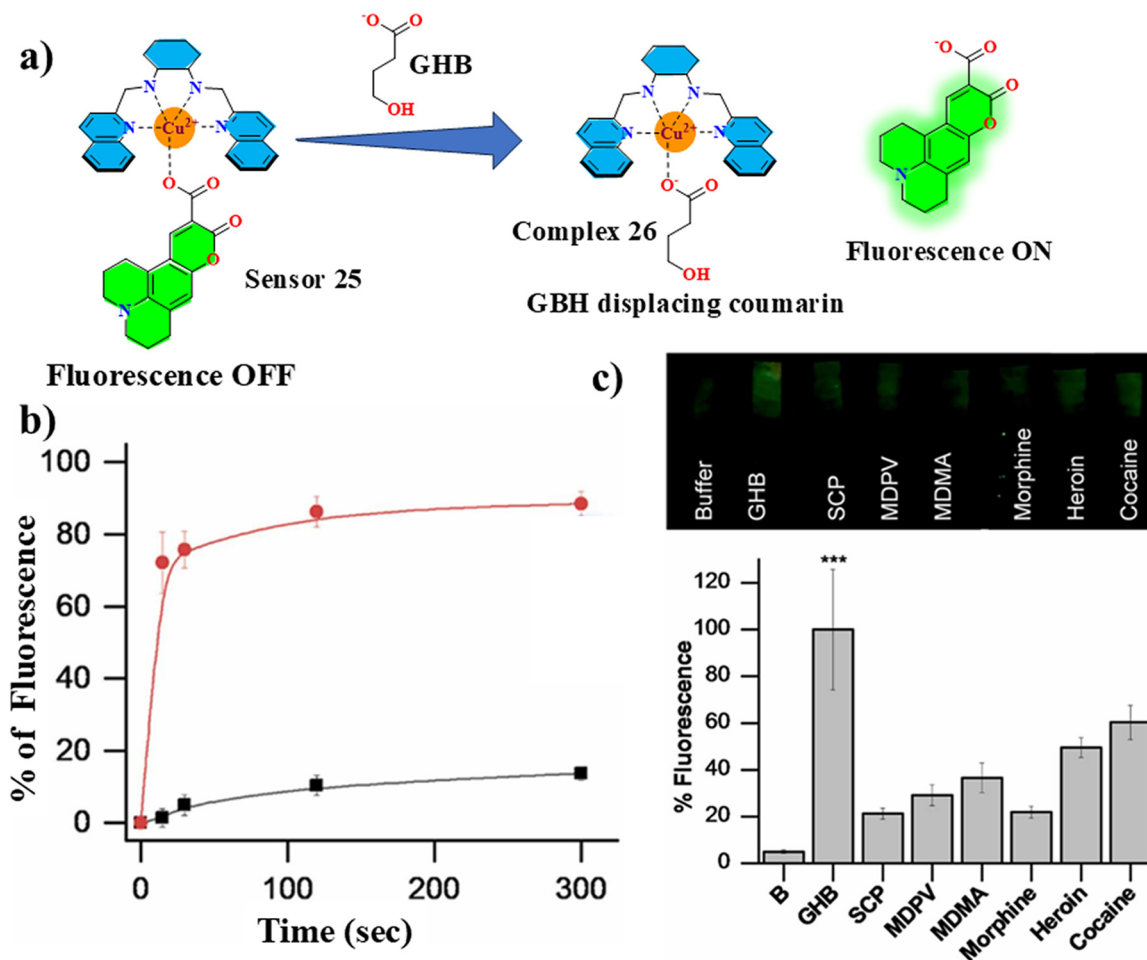 a)
GHB
-O
O
OH
N
N
N
Cu2+
N
O
O
O
O
N
Sensor 25
Fluorescence OFF
N
N
N
Cu2+
N
O-
O
OH
Complex 26
GBH displacing coumarin
-O
O
O
O
N
Fluorescence ON
b)
% of Fluorescence
100
80
60
40
20
0
0
100
200
300
Time (sec)
c)
Buffer
GHB
SCP
MDPV
MDMA
Morphine
Heroin
Cocaine
% Fluorescence
120
100
80
60
40
20
0
***
B
GHB
SCP
MDPV
MDMA
Morphine
Heroin
Cocaine